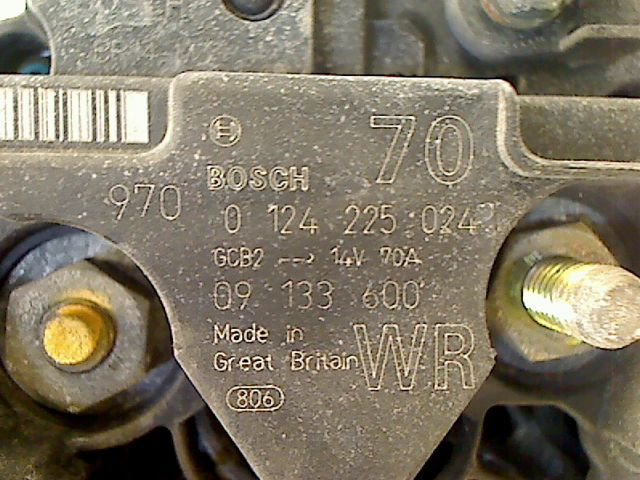 70
BOSCH
970
0 124 225 024
GCB2 --> 14V 70A
09 133 600
Made in
Great Britain
WR
806